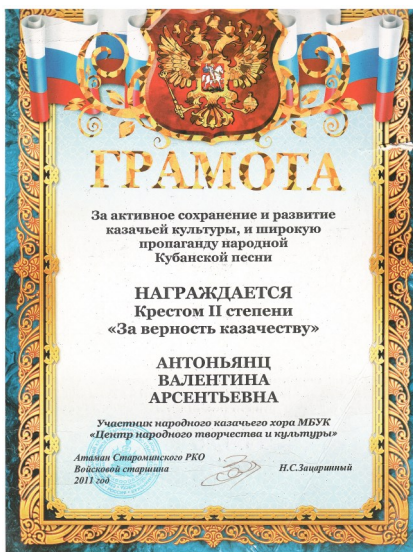 ГРАМОТА
За активное сохранение и развитие
казачьей культуры, и широкую
пропаганду народной
Кубанской песни
НАГРАЖДАЕТСЯ
Крестом II степени
«За верность казачеству»
АНТОНЬЯНЦ
ВАЛЕНТИНА
АРСЕНТЬЕВНА
Участник народного казачьего хора МБУК
«Центр народного творчества и культуры»
Атаман Староминского РКО
Войсковой старшина Н.С.Зацаринный
2011 год